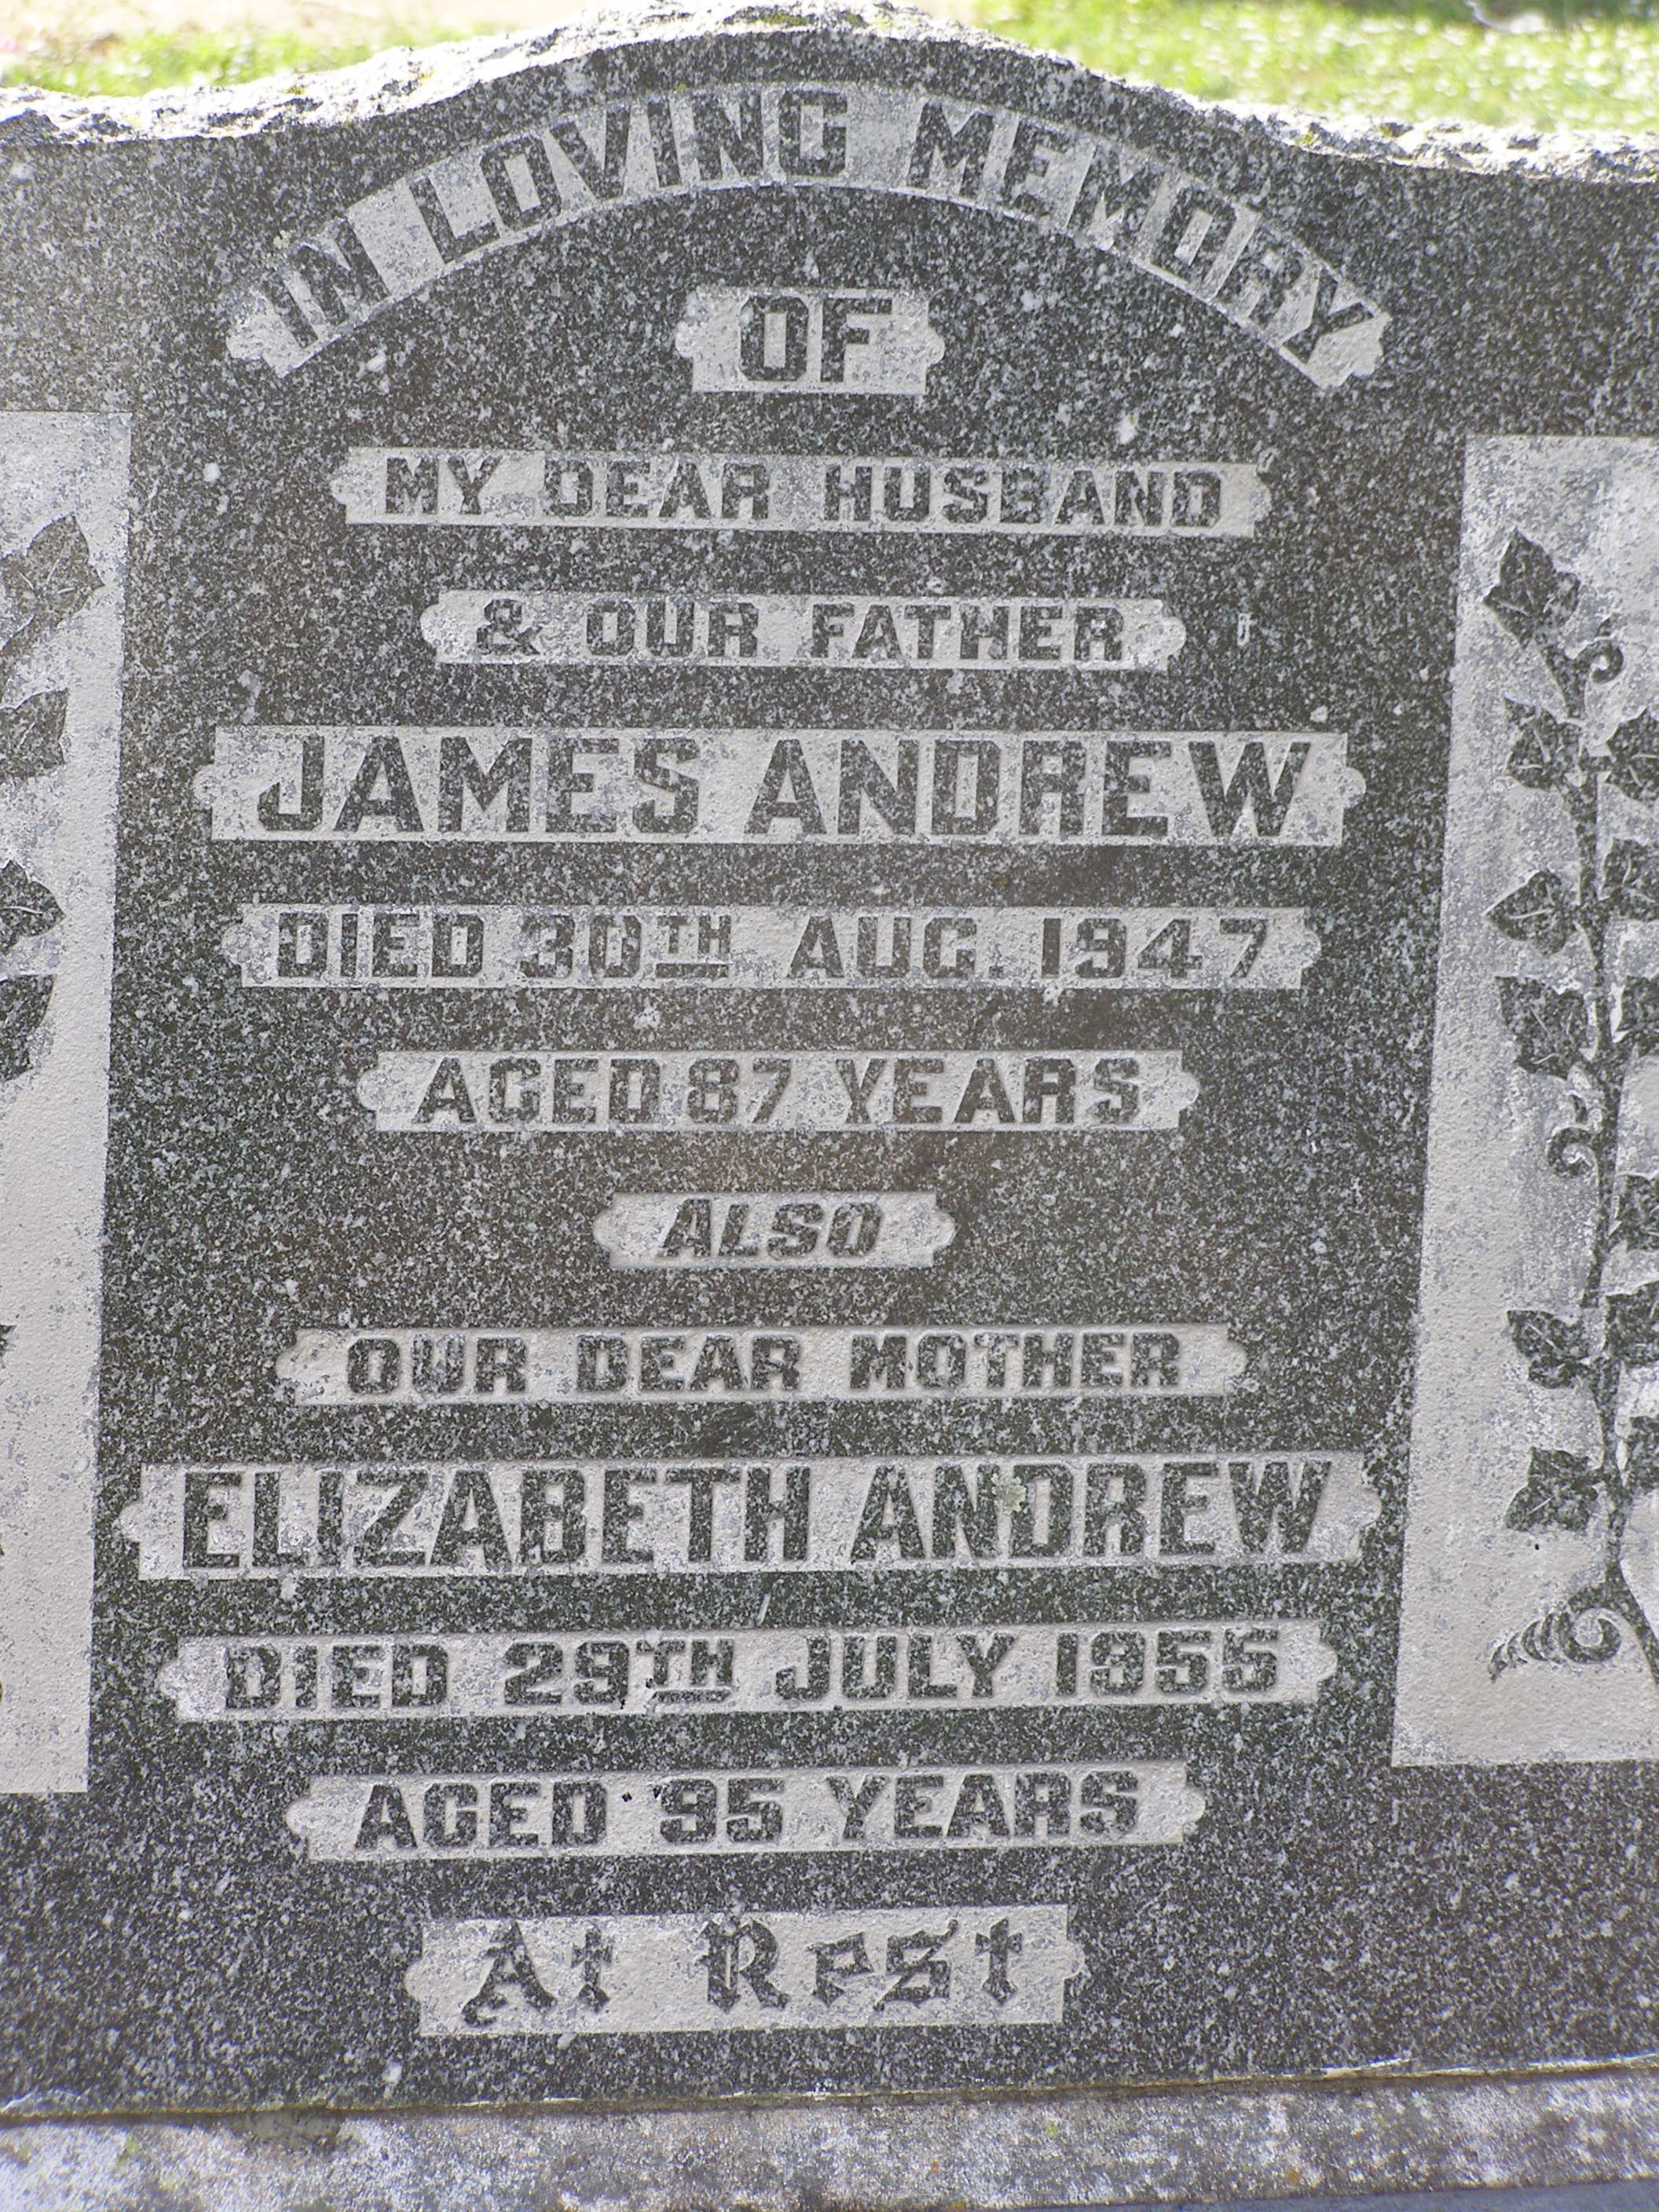 IN LOVING MEMORY
OF
MY DEAR HUSBAND
& OUR FATHER
JAMES ANDREW
DIED 30TH AUG. 1947
AGED 87 YEARS
ALSO
OUR DEAR MOTHER
ELIZABETH ANDREW
DIED 29TH JULY 1955
AGED 95 YEARS
At Rest